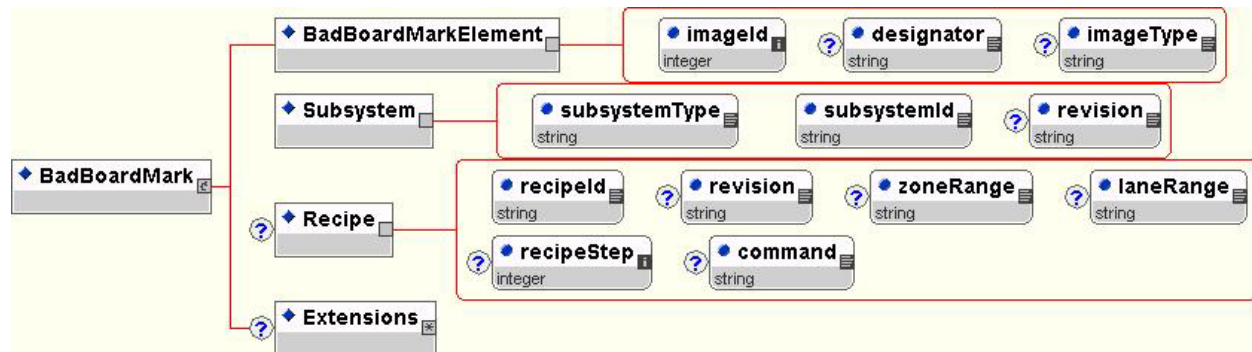 BadBoardMarkElement
imageId
integer
? designator
string
? imageType
string
Subsystem
subsystemType
string
subsystemId
string
? revision
string
BadBoardMark
? Recipe
recipeId
string
? revision
string
? zoneRange
string
? laneRange
string
? recipeStep
integer
? command
string
? Extensions